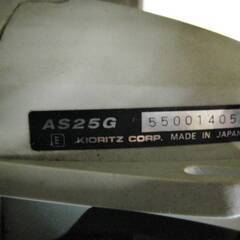 AS25G 55001405
E KIORITZ CORP. MADE IN JAPAN